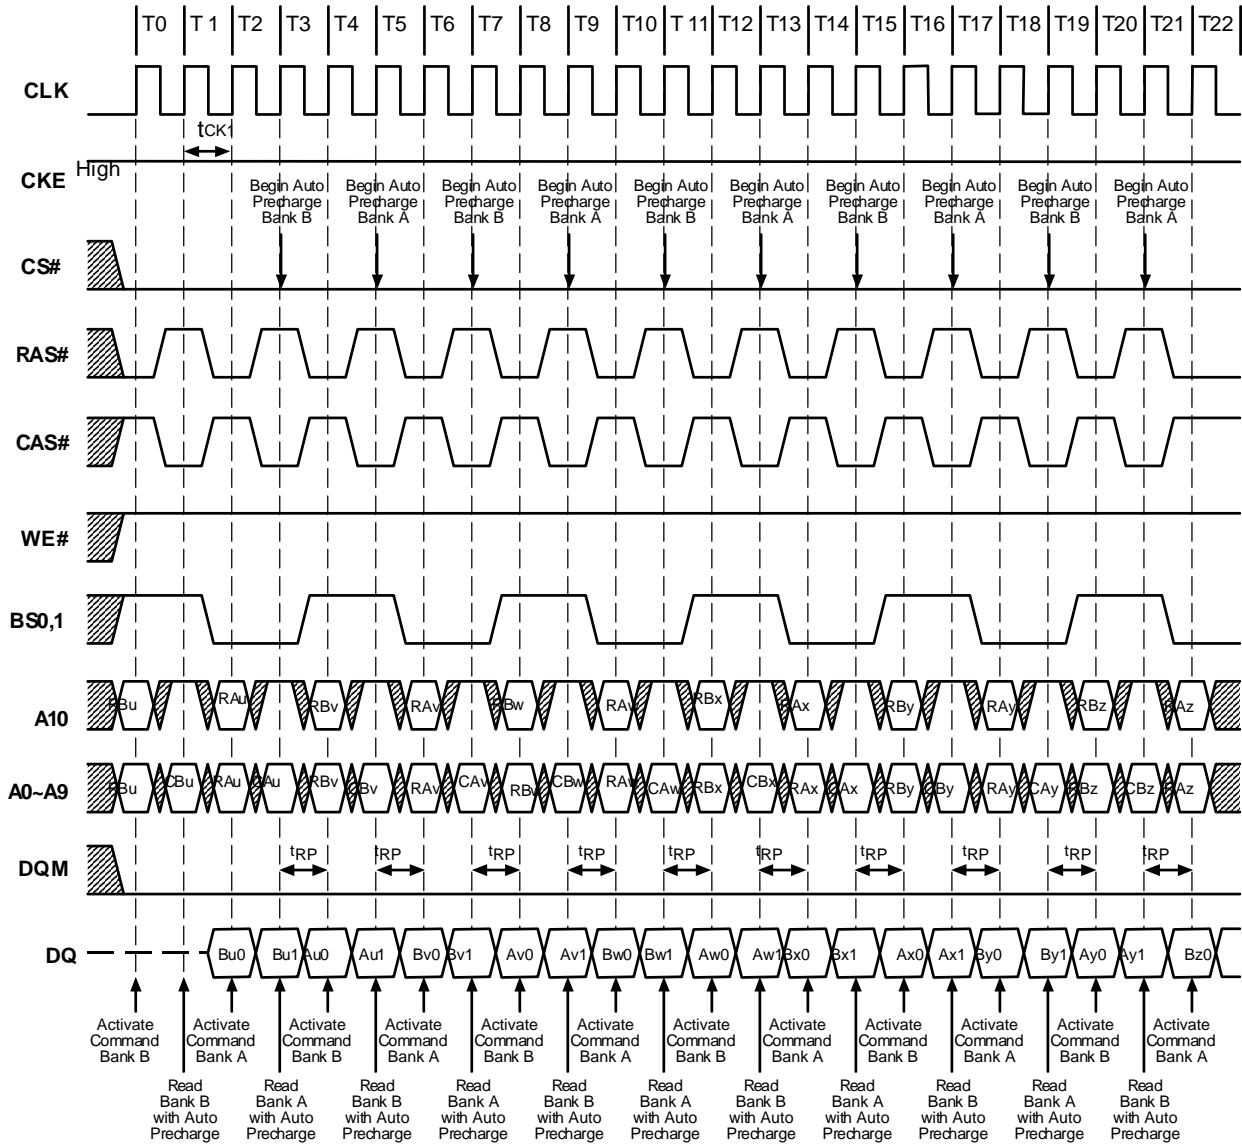 T0 T 1 T2 T3 T4 T5 T6 T7 T8 T9 T10 T 11 T12 T13 T14 T15 T16 T17 T18 T19 T20 T21 T22
CLK
tCK1
High
CKE
Begin Auto Begin Auto Begin Auto Begin Auto Begin Auto Begin Auto Begin Auto Begin Auto Begin Auto Begin Auto
Precharge Precharge Precharge Precharge Precharge Precharge Precharge Precharge Precharge Precharge
Bank B Bank A Bank B Bank A Bank B Bank A Bank B Bank A Bank B Bank A
CS#
RAS#
CAS#
WE#
BS0,1
A10 RBu RAu RBv RAv RBw RAw RBx RAx RBy RAy RBz RAz
A0~A9 RBu CBu RAu CAu RBv CBv RAv CAv RBw CBw RAw CAw RBx CBx RAx CAx RBy CBy RAy CAy RBz CBz RAz
DQM tRP tRP tRP tRP tRP tRP tRP tRP tRP tRP
DQ Bu0 Bu1 Au0 Au1 Bv0 Bv1 Av0 Av1 Bw0 Bw1 Aw0 Aw1 Bx0 Bx1 Ax0 Ax1 By0 By1 Ay0 Ay1 Bz0
Activate Activate Activate Activate Activate Activate Activate Activate Activate Activate Activate Activate
Command Command Command Command Command Command Command Command Command Command Command Command
Bank B Bank A Bank B Bank A Bank B Bank A Bank B Bank A Bank B Bank A Bank B Bank A
Read Read Read Read Read Read Read Read Read Read Read
Bank B Bank A Bank B Bank A Bank B Bank A Bank B Bank A Bank B Bank A Bank B
with Auto with Auto with Auto with Auto with Auto with Auto with Auto with Auto with Auto with Auto with Auto
Precharge Precharge Precharge Precharge Precharge Precharge Precharge Precharge Precharge Precharge Precharge